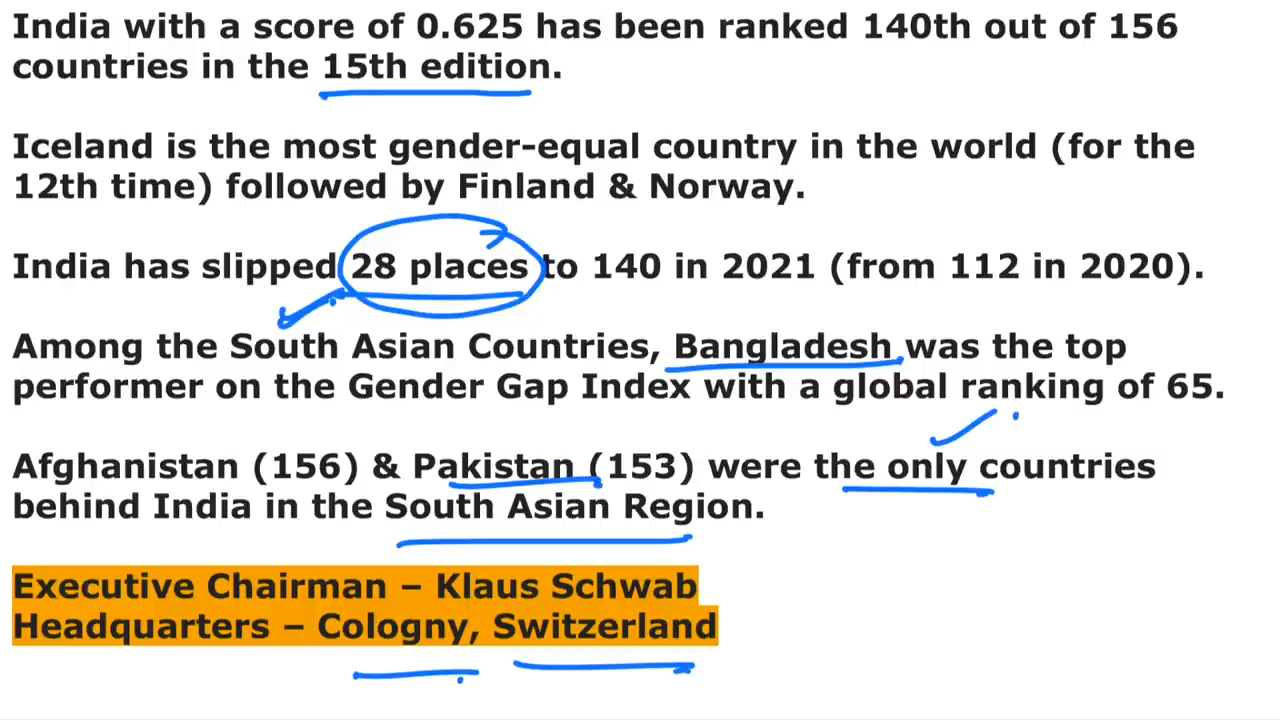 India with a score of 0.625 has been ranked 140th out of 156
countries in the 15th edition.
Iceland is the most gender-equal country in the world (for the
12th time) followed by Finland & Norway.
India has slipped 28 places to 140 in 2021 (from 112 in 2020).
Among the South Asian Countries, Bangladesh was the top
performer on the Gender Gap Index with a global ranking of 65.
Afghanistan (156) & Pakistan (153) were the only countries
behind India in the South Asian Region.
Executive Chairman – Klaus Schwab
Headquarters – Cologny, Switzerland